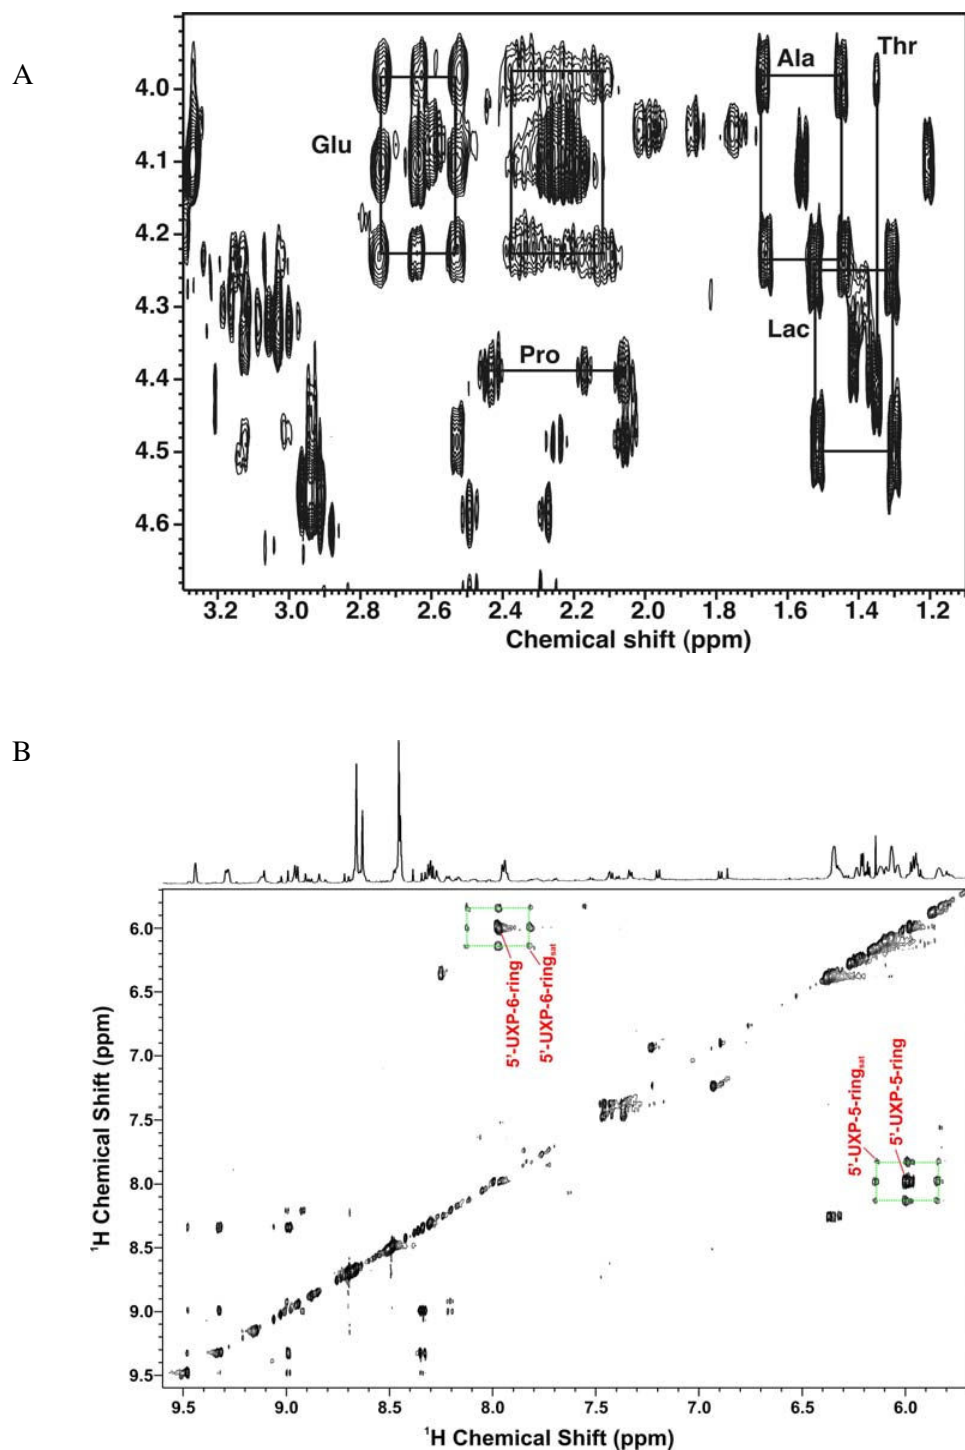 A
4.0
4.1
4.2
4.3
4.4
4.5
4.6
Glu
Ala
Thr
Pro
Lac
3.2 3.0 2.8 2.6 2.4 2.2 2.0 1.8 1.6 1.4 1.2
Chemical shift (ppm)
B
¹H Chemical Shift (ppm)
6.0
6.5
7.0
7.5
8.0
8.5
9.0
9.5
5'-UXP-6-ring
5'-UXP-6-ringsat
5'-UXP-5-ringsat
5'-UXP-5-ring
9.5 9.0 8.5 8.0 7.5 7.0 6.5 6.0
¹H Chemical Shift (ppm)